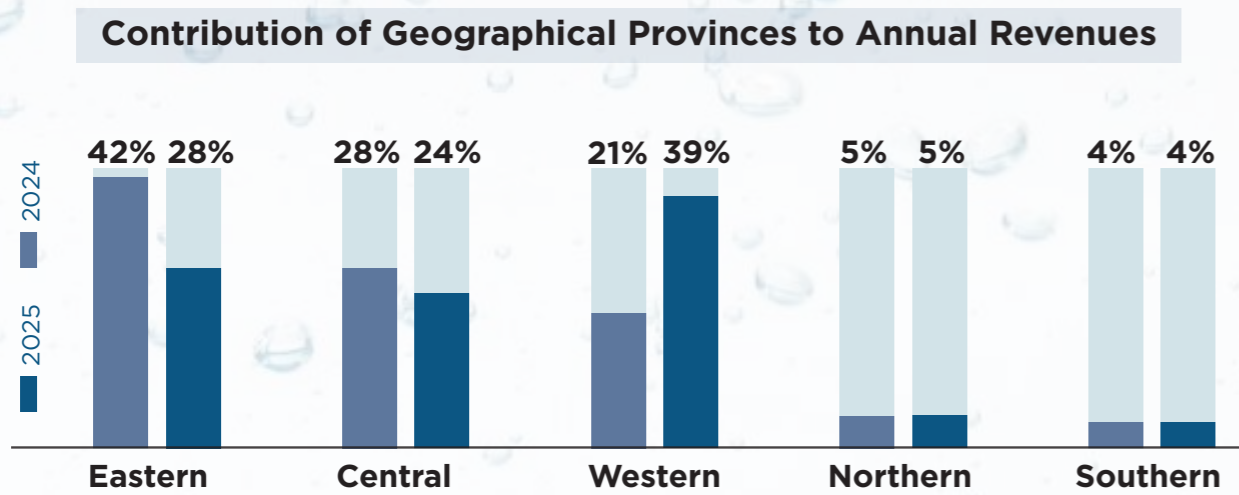 Contribution of Geographical Provinces to Annual Revenues
2024
2025
42% 28%
28% 24%
21% 39%
5% 5%
4% 4%
Eastern
Central
Western
Northern
Southern